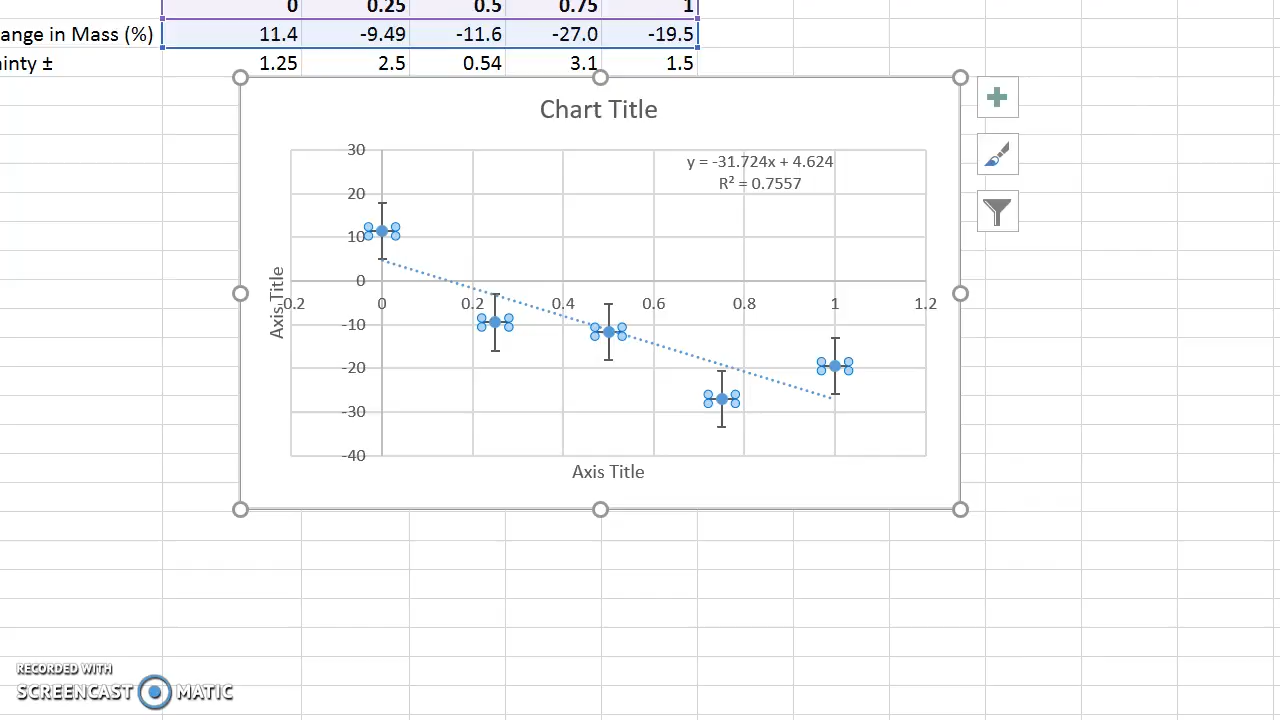 0 0.25 0.5 0.75 1
ange in Mass (%) 11.4 -9.49 -11.6 -27.0 -19.5
ainty ± 1.25 2.5 0.54 3.1 1.5
Chart Title
y = -31.724x + 4.624
R² = 0.7557
30
20
10
0
0.2 0 0.2 0.4 0.6 0.8 1 1.2
-10
-20
-30
-40
Axis Title
Axis Title
RECORDED WITH
SCREENCAST MATIC